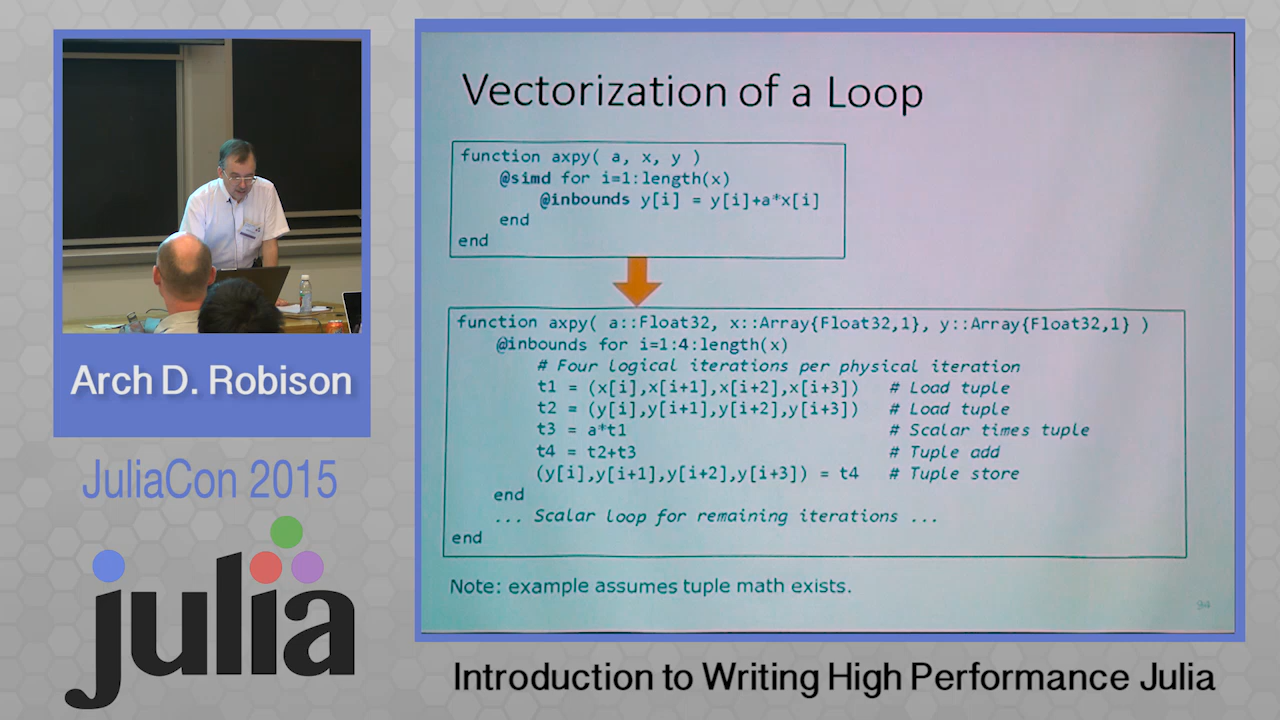 Vectorization of a Loop
function axpy( a, x, y )
@simd for i=1:length(x)
@inbounds y[i] = y[i]+a*x[i]
end
end
function axpy( a::Float32, x::Array{Float32,1}, y::Array{Float32,1} )
@inbounds for i=1:4:length(x)
# Four logical iterations per physical iteration
t1 = (x[i],x[i+1],x[i+2],x[i+3]) # Load tuple
t2 = (y[i],y[i+1],y[i+2],y[i+3]) # Load tuple
t3 = a*t1 # Scalar times tuple
t4 = t2+t3 # Tuple add
(y[i],y[i+1],y[i+2],y[i+3]) = t4 # Tuple store
end
... Scalar loop for remaining iterations ...
end
Note: example assumes tuple math exists.
Arch D. Robison
JuliaCon 2015
julia
Introduction to Writing High Performance Julia